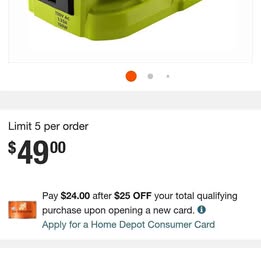 Limit 5 per order
$49.00
Pay $24.00 after $25 OFF your total qualifying
purchase upon opening a new card.
Apply for a Home Depot Consumer Card